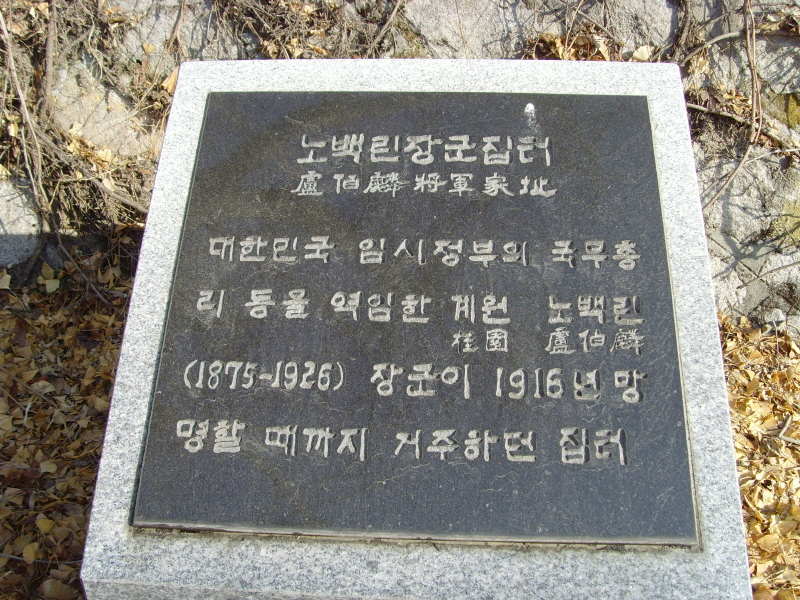 노백린장군집터
盧伯麟將軍家址
대한민국 임시정부의 국무총
리 등을 역임한 계원 노백린
桂園 盧伯麟
(1875-1926) 장군이 1916년 망
명할 때까지 거주하던 집터